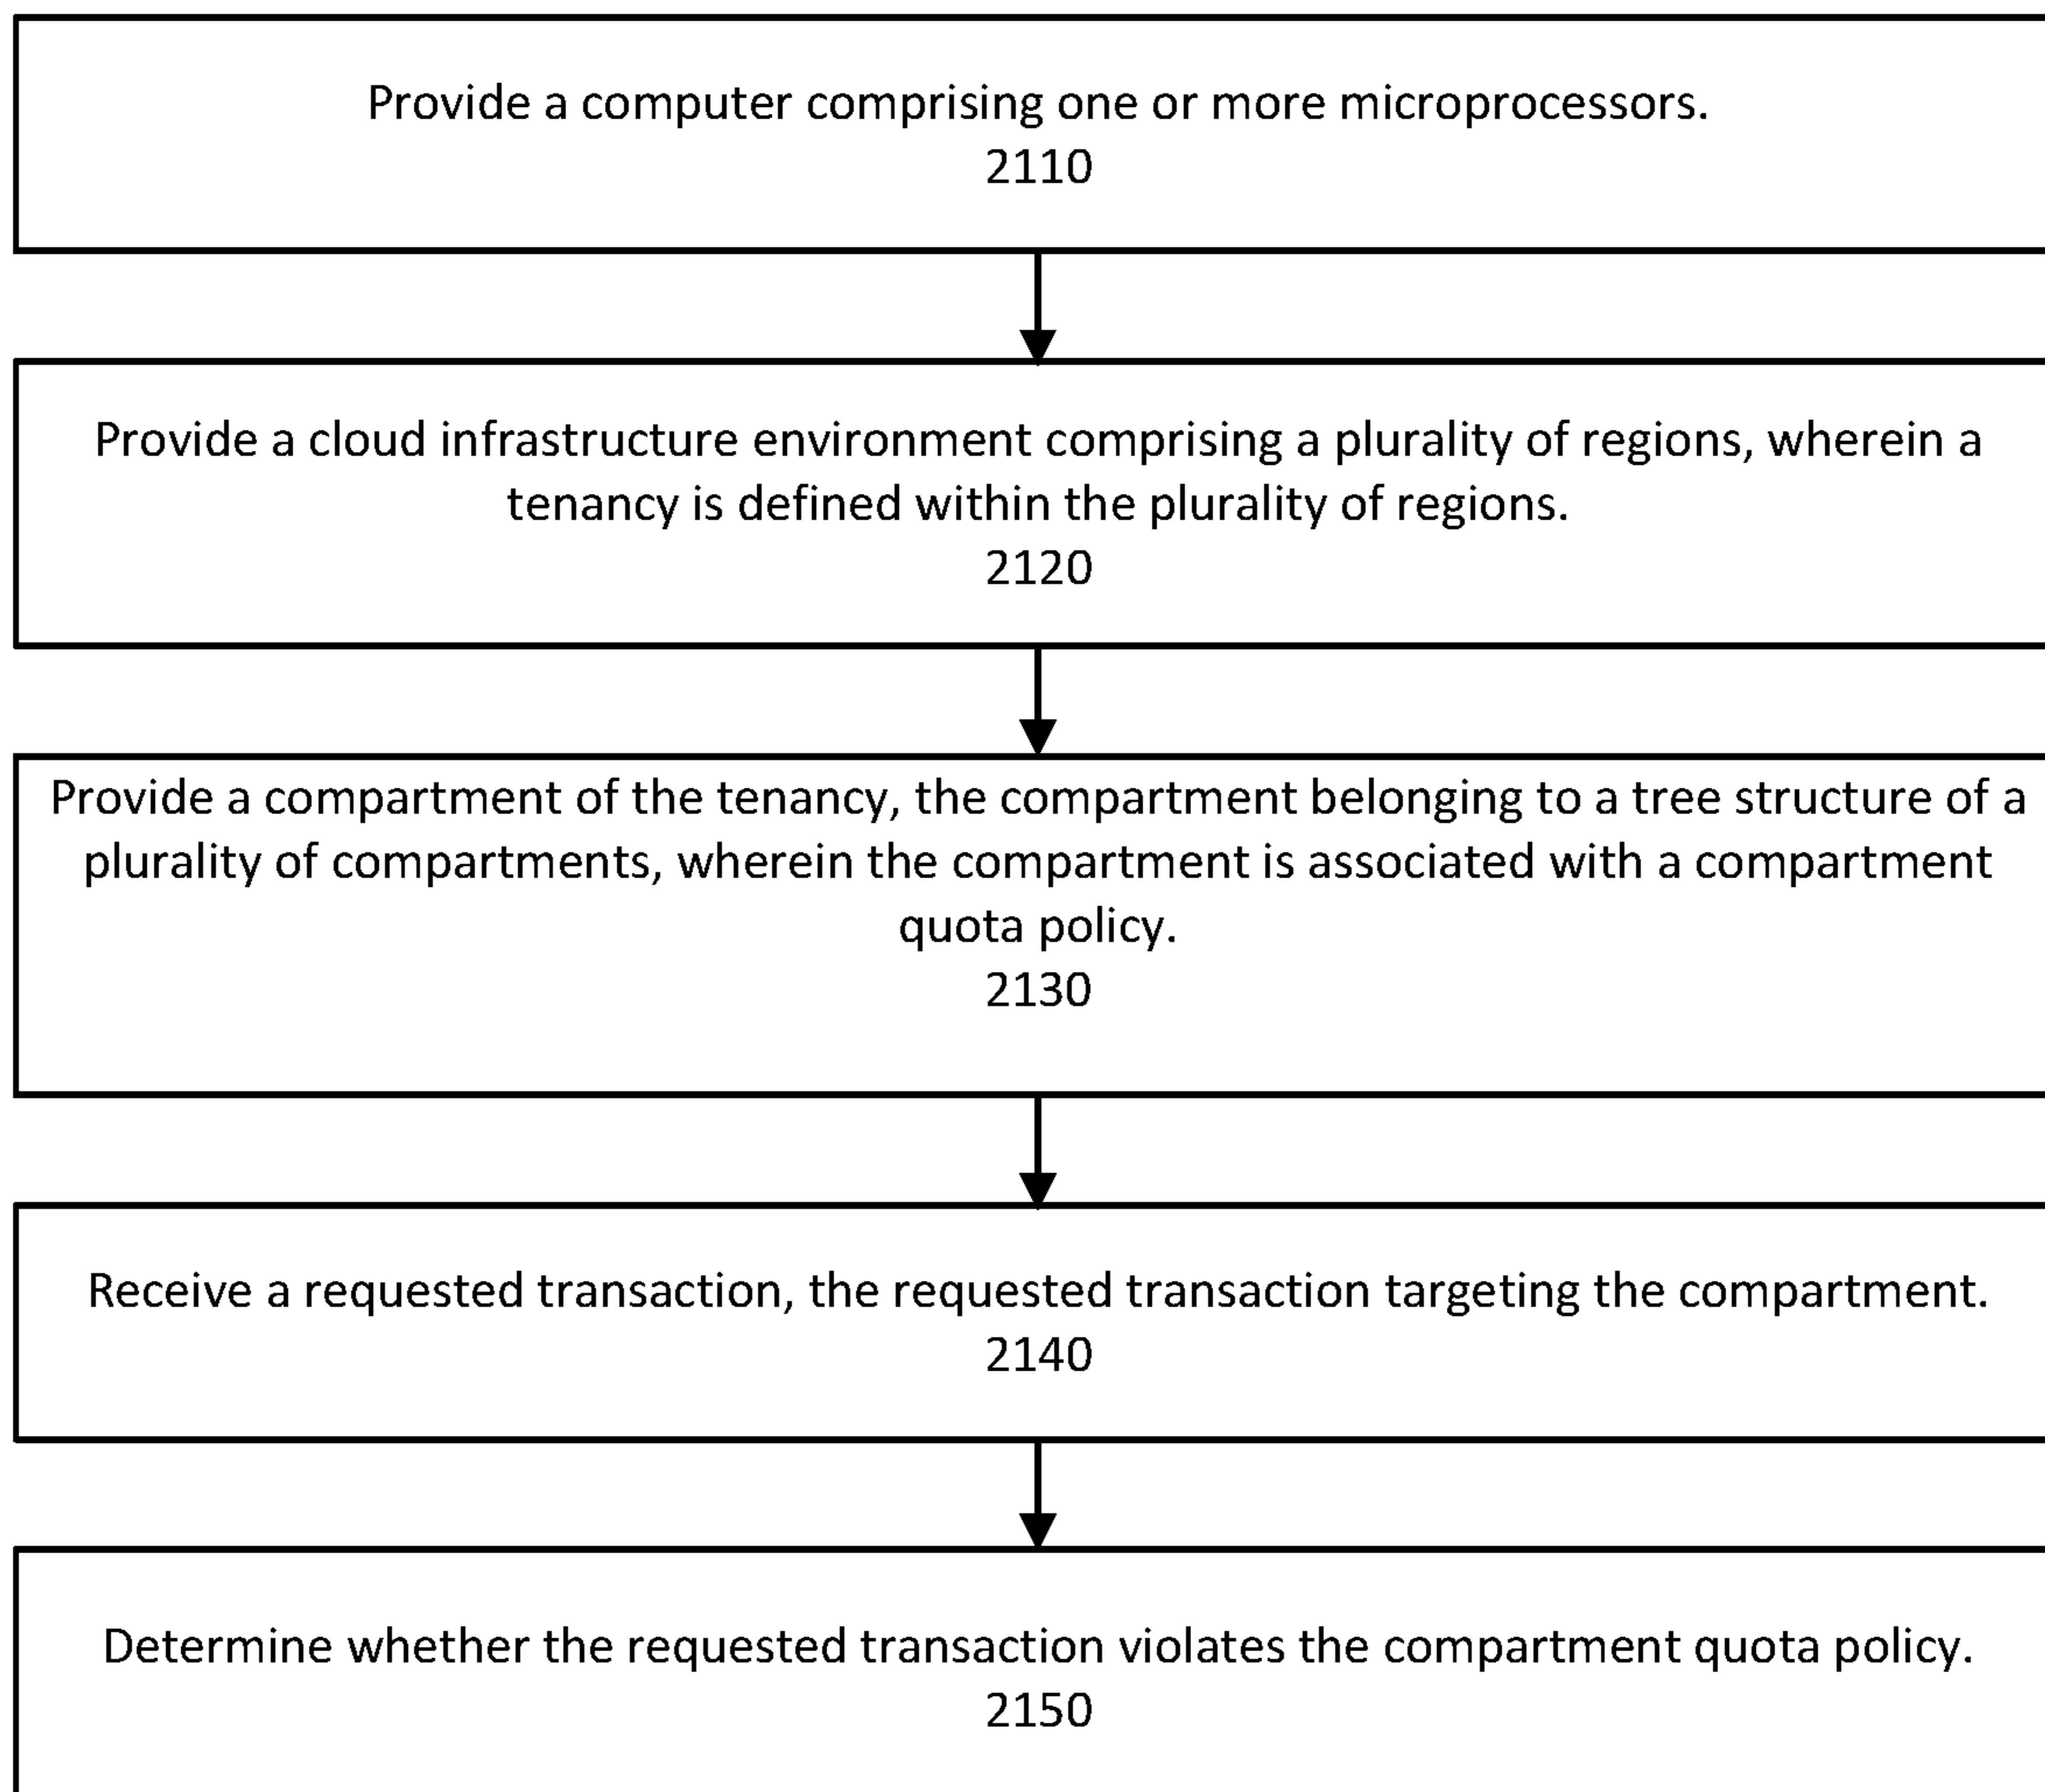 Provide a computer comprising one or more microprocessors.
2110
Provide a cloud infrastructure environment comprising a plurality of regions, wherein a
tenancy is defined within the plurality of regions.
2120
Provide a compartment of the tenancy, the compartment belonging to a tree structure of a
plurality of compartments, wherein the compartment is associated with a compartment
quota policy.
2130
Receive a requested transaction, the requested transaction targeting the compartment.
2140
Determine whether the requested transaction violates the compartment quota policy.
2150